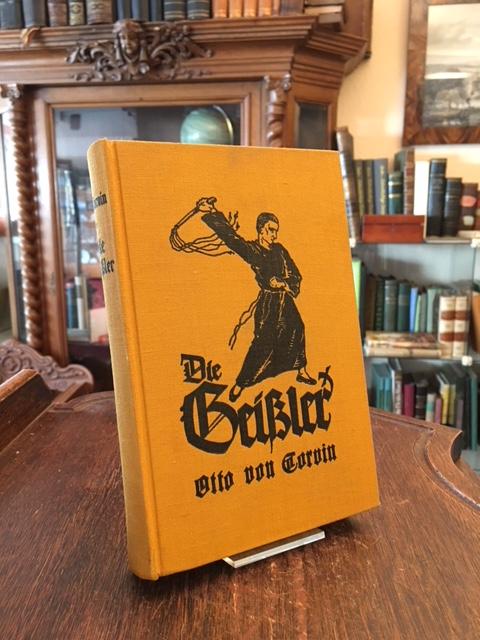 Die
Geißler
Otto von Corvin